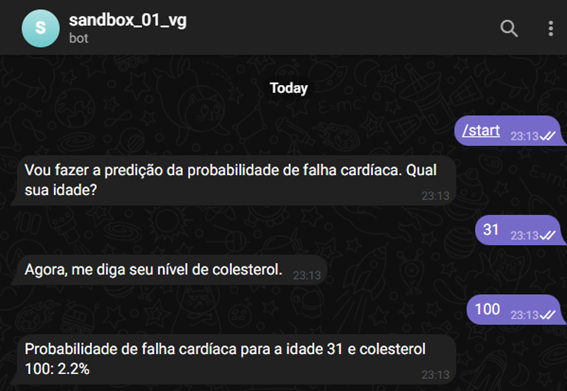 S
sandbox_01_vg
bot
Today
/start 23:13
Vou fazer a predição da probabilidade de falha cardíaca. Qual
sua idade?
23:13
31 23:13
Agora, me diga seu nível de colesterol. 23:13
100 23:13
Probabilidade de falha cardíaca para a idade 31 e colesterol
100: 2.2%
23:13